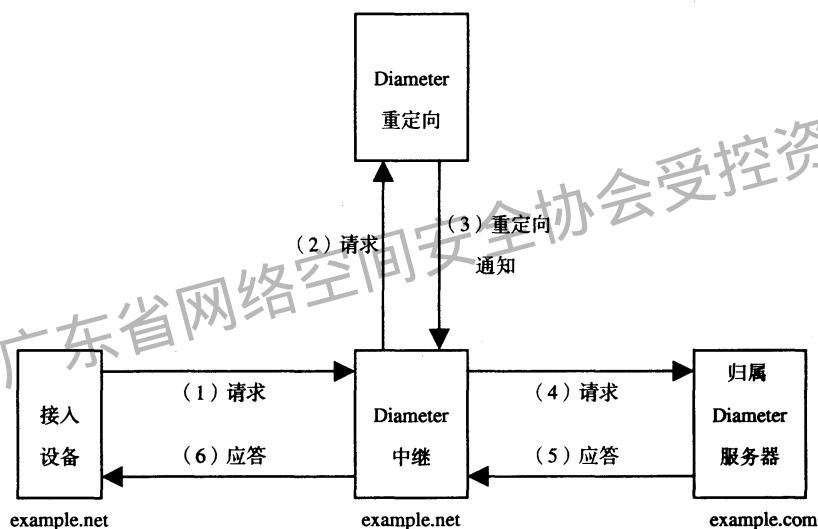 Diameter
重定向
(2)请求
(3)重定向
通知
广东省网络空间安全协会受控资
接入
设备
(1)请求
(6)应答
Diameter
中继
(4)请求
(5)应答
归属
Diameter
服务器
example.net
example.net
example.com